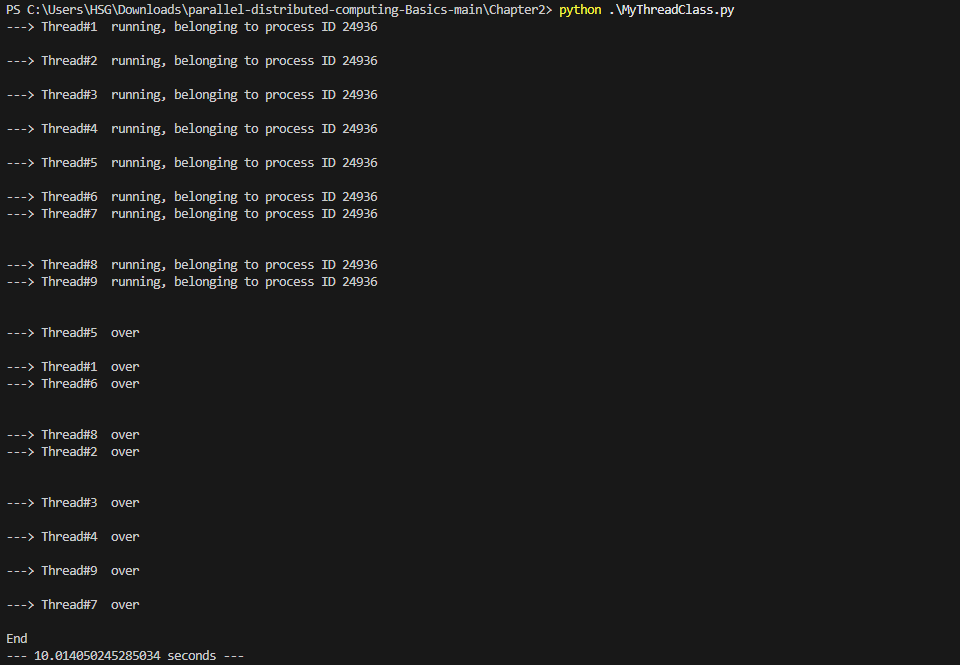 PS C:\Users\HSG\Downloads\parallel-distributed-computing-Basics-main\Chapter2> python .\MyThreadClass.py
---> Thread#1  running, belonging to process ID 24936
---> Thread#2  running, belonging to process ID 24936
---> Thread#3  running, belonging to process ID 24936
---> Thread#4  running, belonging to process ID 24936
---> Thread#5  running, belonging to process ID 24936
---> Thread#6  running, belonging to process ID 24936
---> Thread#7  running, belonging to process ID 24936
---> Thread#8  running, belonging to process ID 24936
---> Thread#9  running, belonging to process ID 24936
---> Thread#5  over
---> Thread#1  over
---> Thread#6  over
---> Thread#8  over
---> Thread#2  over
---> Thread#3  over
---> Thread#4  over
---> Thread#9  over
---> Thread#7  over
End
--- 10.014050245285034 seconds ---